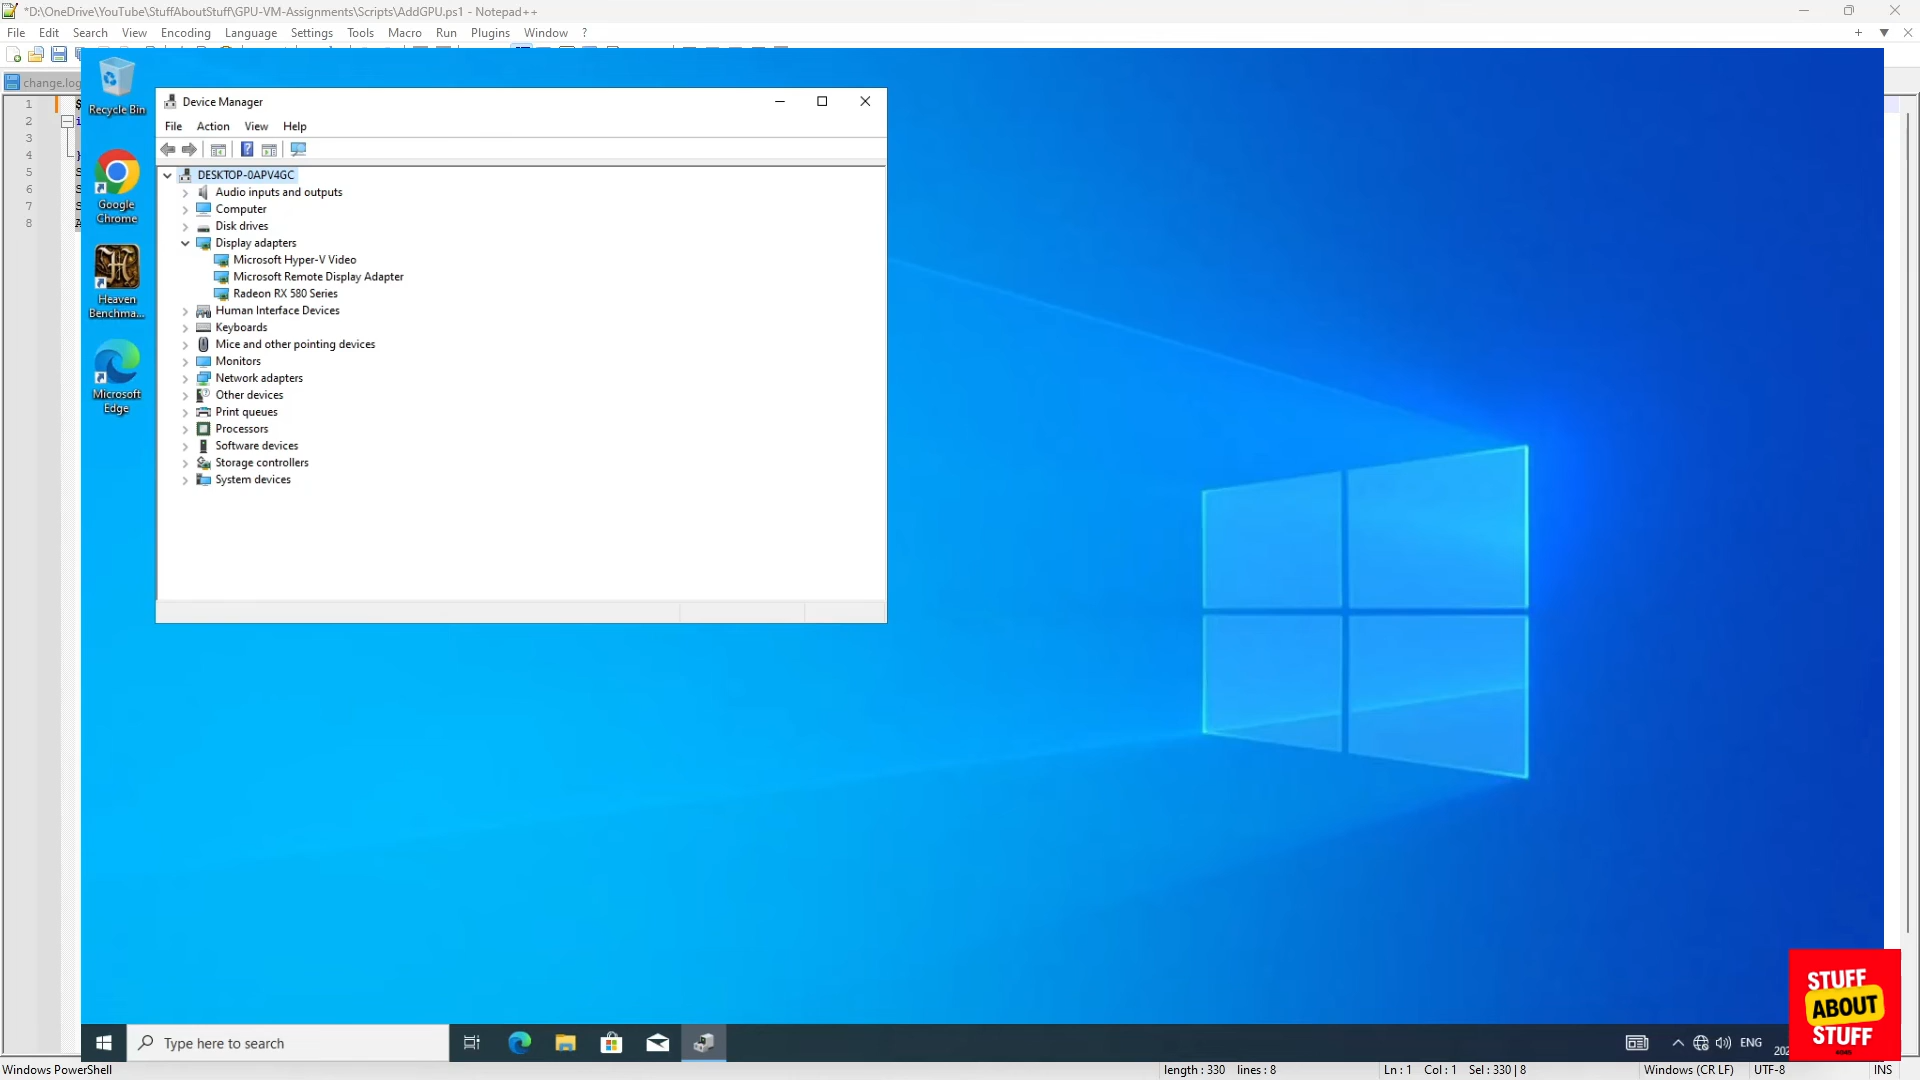 *D:\OneDrive\YouTube\StuffAboutStuff\GPU-VM-Assignments\Scripts\AddGPU.ps1 - Notepad++
File Edit Search View Encoding Language Settings Tools Macro Run Plugins Window ?
change.log
1
2
3
4
5
6
7
8
Recycle Bin
Google
Chrome
Heaven
Benchma...
Microsoft
Edge
Device Manager
File Action View Help
DESKTOP-0APV4GC
Audio inputs and outputs
Computer
Disk drives
Display adapters
Microsoft Hyper-V Video
Microsoft Remote Display Adapter
Radeon RX 580 Series
Human Interface Devices
Keyboards
Mice and other pointing devices
Monitors
Network adapters
Other devices
Print queues
Processors
Software devices
Storage controllers
System devices
STUFF
ABOUT
STUFF
Type here to search
ENG
Windows PowerShell
length : 330 lines : 8
Ln : 1 Col : 1 Sel : 330 | 8
Windows (CR LF)
UTF-8
INS